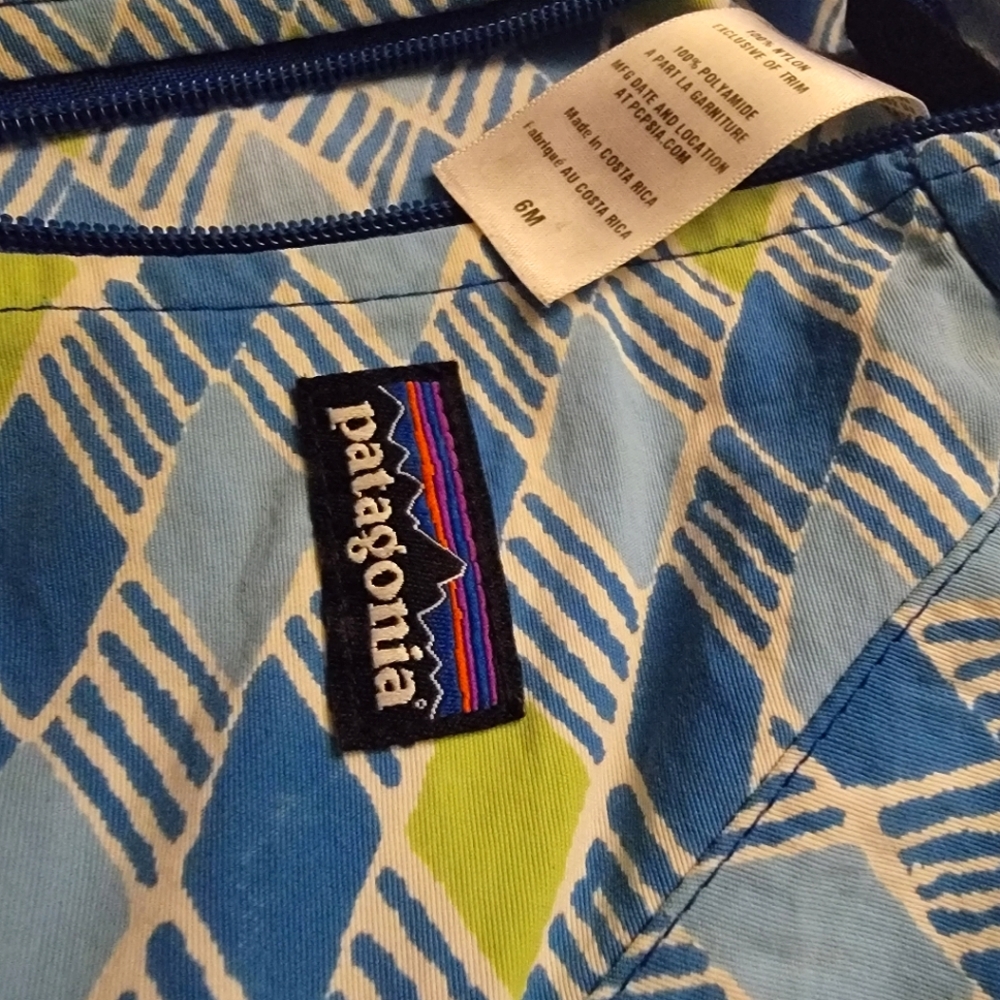 100% NYLON
EXCLUSIVE OF TRIM
100% POLYAMIDE
A PART LA GARNITURE
MFG DATE AND LOCATION
AT PCPSIA.COM
Made in COSTA RICA
Fabriqué AU COSTA RICA
6M
patagonia®